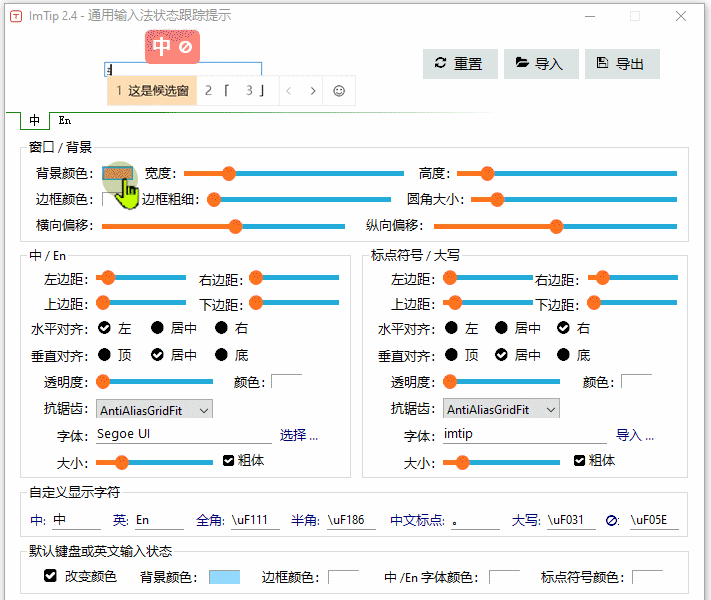 ImTip 2.4 - 通用输入法状态跟踪提示
中
1 这是候选窗 2 「 3 」
重置 导入 导出
中 En
窗口 / 背景
背景颜色: 宽度: 高度:
边框颜色: 边框粗细: 圆角大小:
横向偏移: 纵向偏移:
中 / En
左边距: 右边距:
上边距: 下边距:
水平对齐: 左 居中 右
垂直对齐: 顶 居中 底
透明度: 颜色:
抗锯齿: AntiAliasGridFit
字体: Segoe UI 选择 ...
大小: 粗体
标点符号 / 大写
左边距: 右边距:
上边距: 下边距:
水平对齐: 左 居中 右
垂直对齐: 顶 居中 底
透明度: 颜色:
抗锯齿: AntiAliasGridFit
字体: imtip 导入 ...
大小: 粗体
自定义显示字符
中: 中 英: En 全角: \uF111 半角: \uF186 中文标点: 。 大写: \uF031 \uF05E
默认键盘或英文输入状态
改变颜色 背景颜色: 边框颜色: 中 /En 字体颜色: 标点符号颜色: